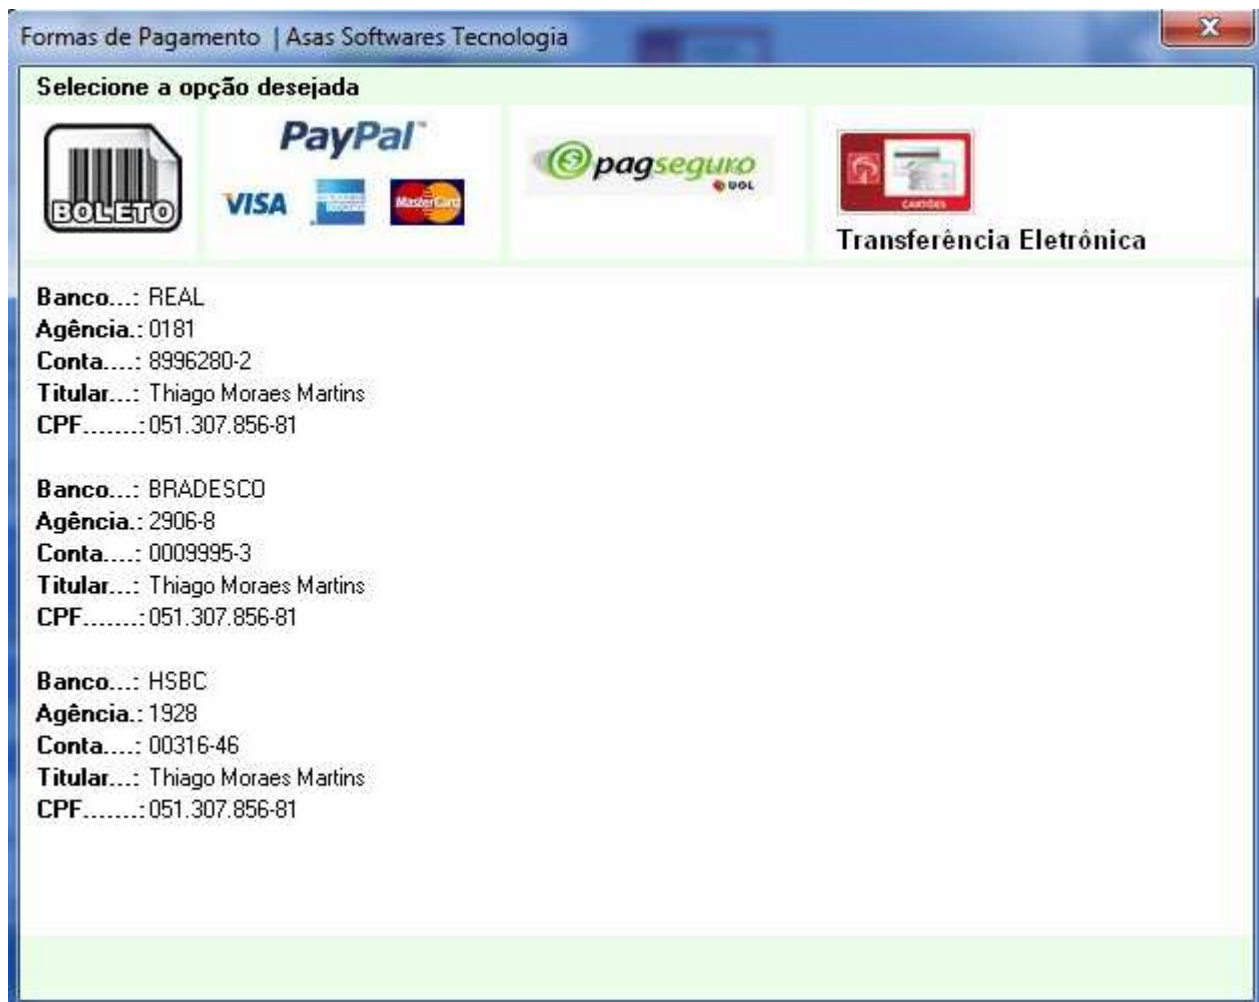 Formas de Pagamento | Asas Softwares Tecnologia
Selecione a opção desejada
BOLETO
PayPal
VISA
MasterCard
pagseguro
UOL
CARTÕES
Transferência Eletrônica
Banco...: REAL
Agência.: 0181
Conta....: 8996280-2
Titular...: Thiago Moraes Martins
CPF.......: 051.307.856-81
Banco...: BRADESCO
Agência.: 2906-8
Conta....: 0009995-3
Titular...: Thiago Moraes Martins
CPF.......: 051.307.856-81
Banco...: HSBC
Agência.: 1928
Conta....: 00316-46
Titular...: Thiago Moraes Martins
CPF.......: 051.307.856-81